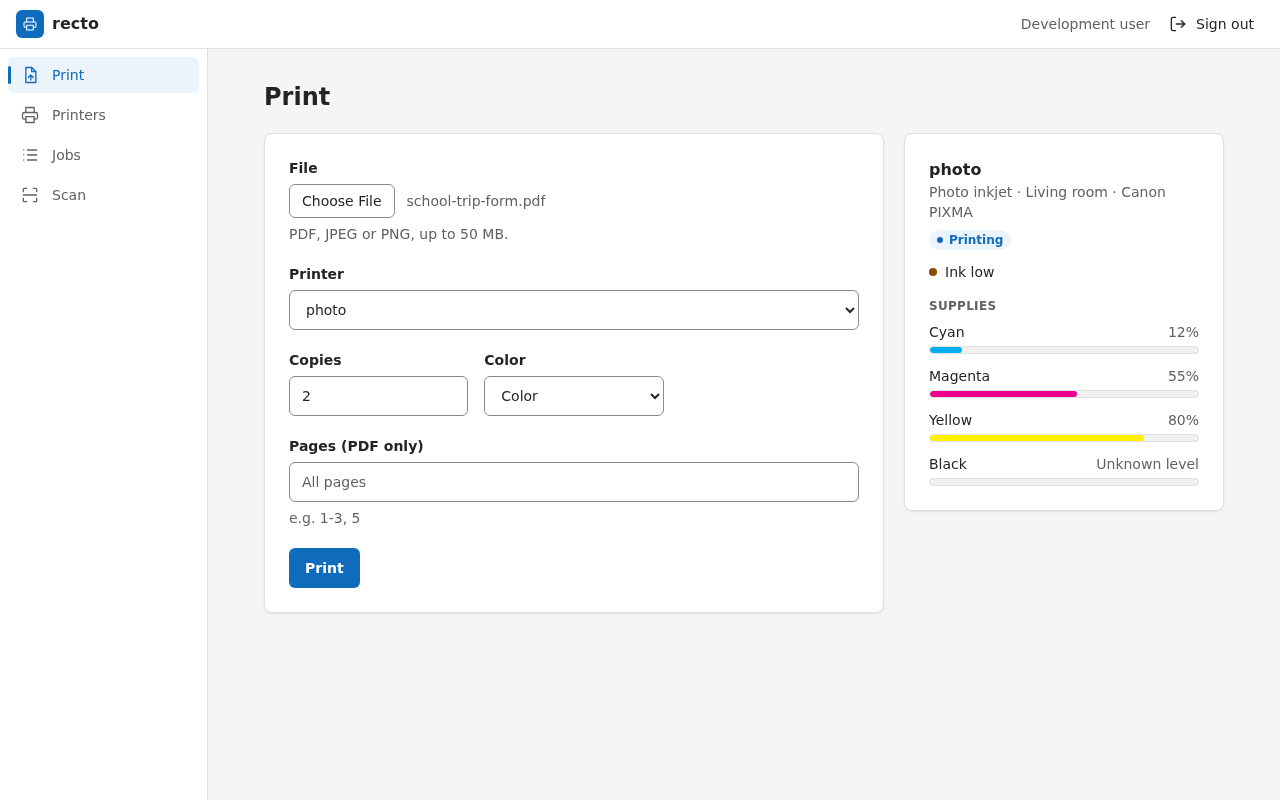 recto
Development user
Sign out
Print
Printers
Jobs
Scan
Print
File
Choose File
school-trip-form.pdf
PDF, JPEG or PNG, up to 50 MB.
Printer
photo
Copies
Color
2
Color
Pages (PDF only)
All pages
e.g. 1-3, 5
Print
photo
Photo inkjet · Living room · Canon
PIXMA
Printing
Ink low
SUPPLIES
Cyan 12%
Magenta 55%
Yellow 80%
Black Unknown level